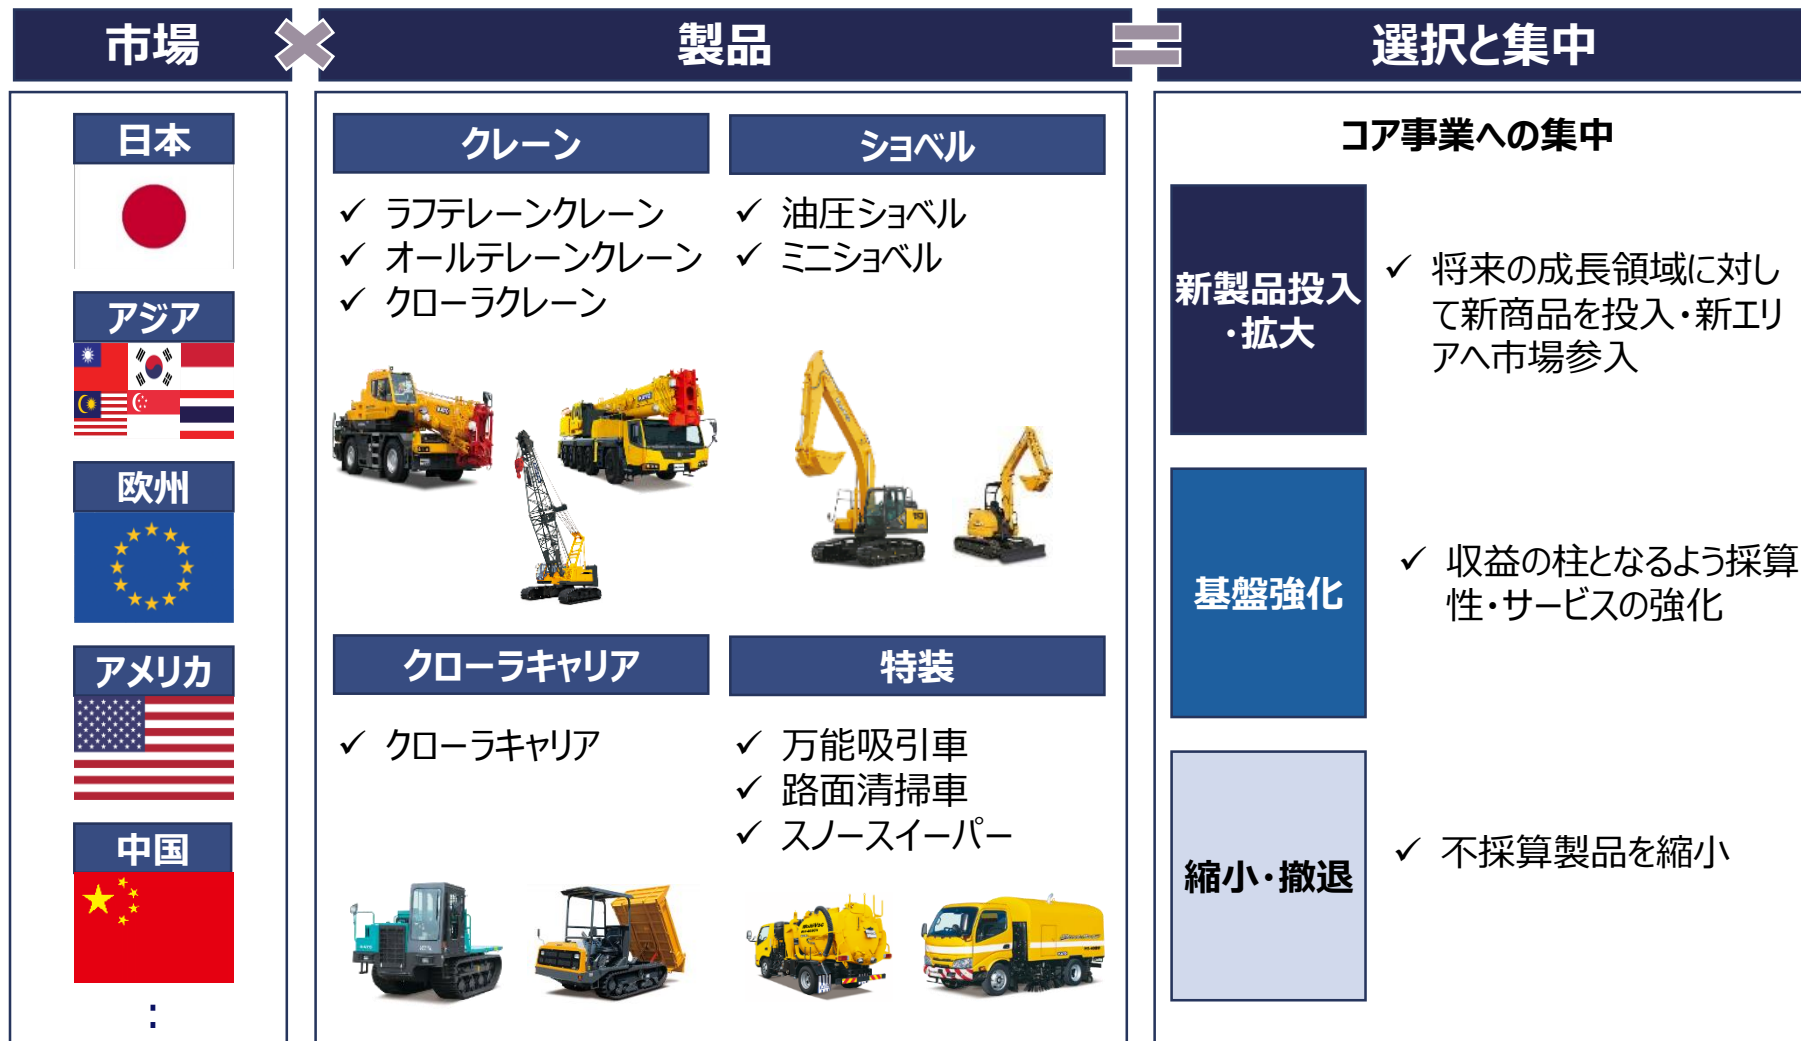 市場
製品
選択と集中
日本
アジア
欧州
アメリカ
中国
:
クレーン
✓ ラフテレーンクレーン
✓ オールテレーンクレーン
✓ クローラクレーン
ショベル
✓ 油圧ショベル
✓ ミニショベル
クローラキャリア
✓ クローラキャリア
特装
✓ 万能吸引車
✓ 路面清掃車
✓ スノースイーパー
コア事業への集中
新製品投入
・拡大
✓ 将来の成長領域に対し
て新商品を投入・新エリ
アへ市場参入
基盤強化
✓ 収益の柱となるよう採算
性・サービスの強化
縮小・撤退
✓ 不採算製品を縮小